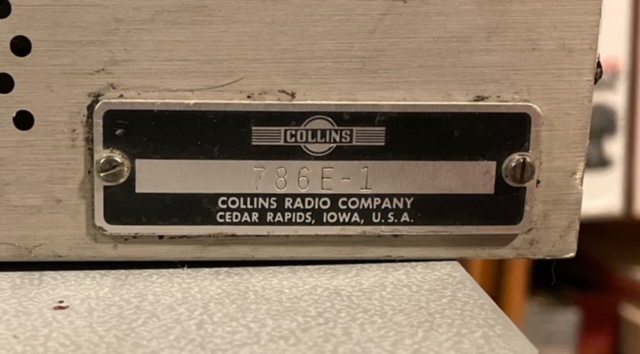 COLLINS
786E-1
COLLINS RADIO COMPANY
CEDAR RAPIDS, IOWA, U.S.A.